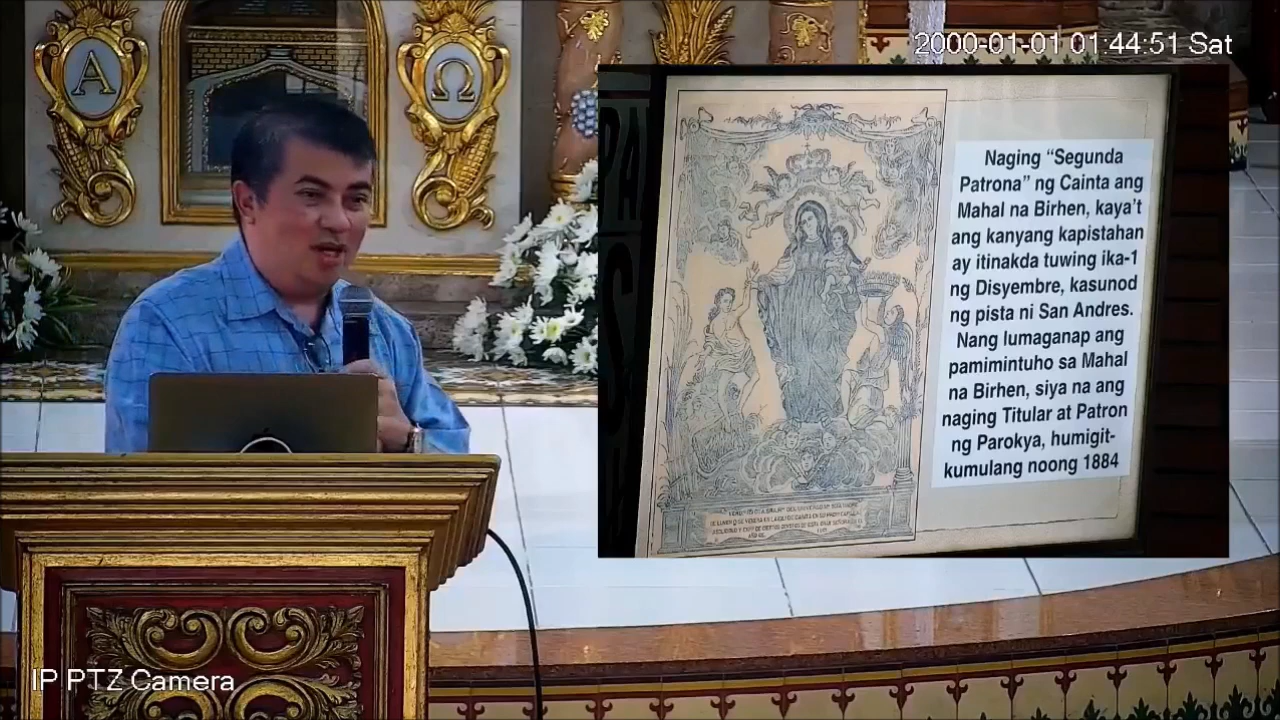 2000-01-01 01:44:51 Sat
Α
Ω
Naging “Segunda
Patrona” ng Cainta ang
Mahal na Birhen, kaya’t
ang kanyang kapistahan
ay itinakda tuwing ika-1
ng Disyembre, kasunod
ng pista ni San Andres.
Nang lumaganap ang
pamimintuho sa Mahal
na Birhen, siya na ang
naging Titular at Patron
ng Parokya, humigit-
kumulang noong 1884
IP PTZ Camera